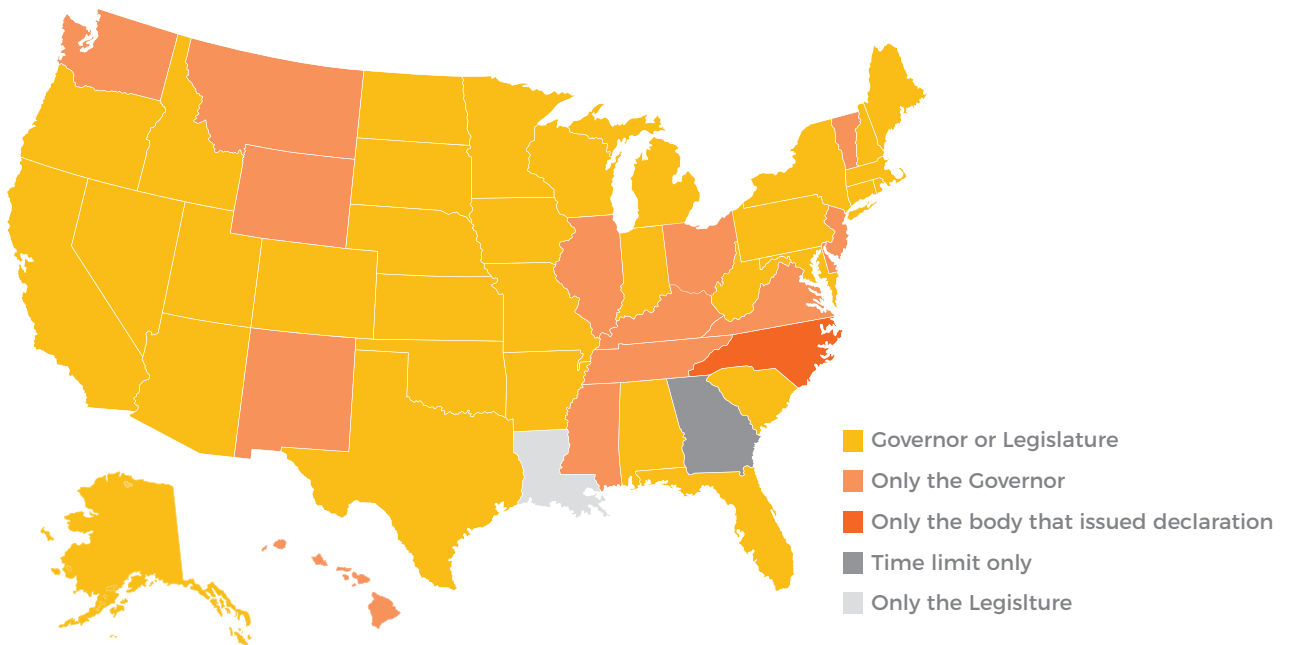 Governor or Legislature
Only the Governor
Only the body that issued declaration
Time limit only
Only the Legislture